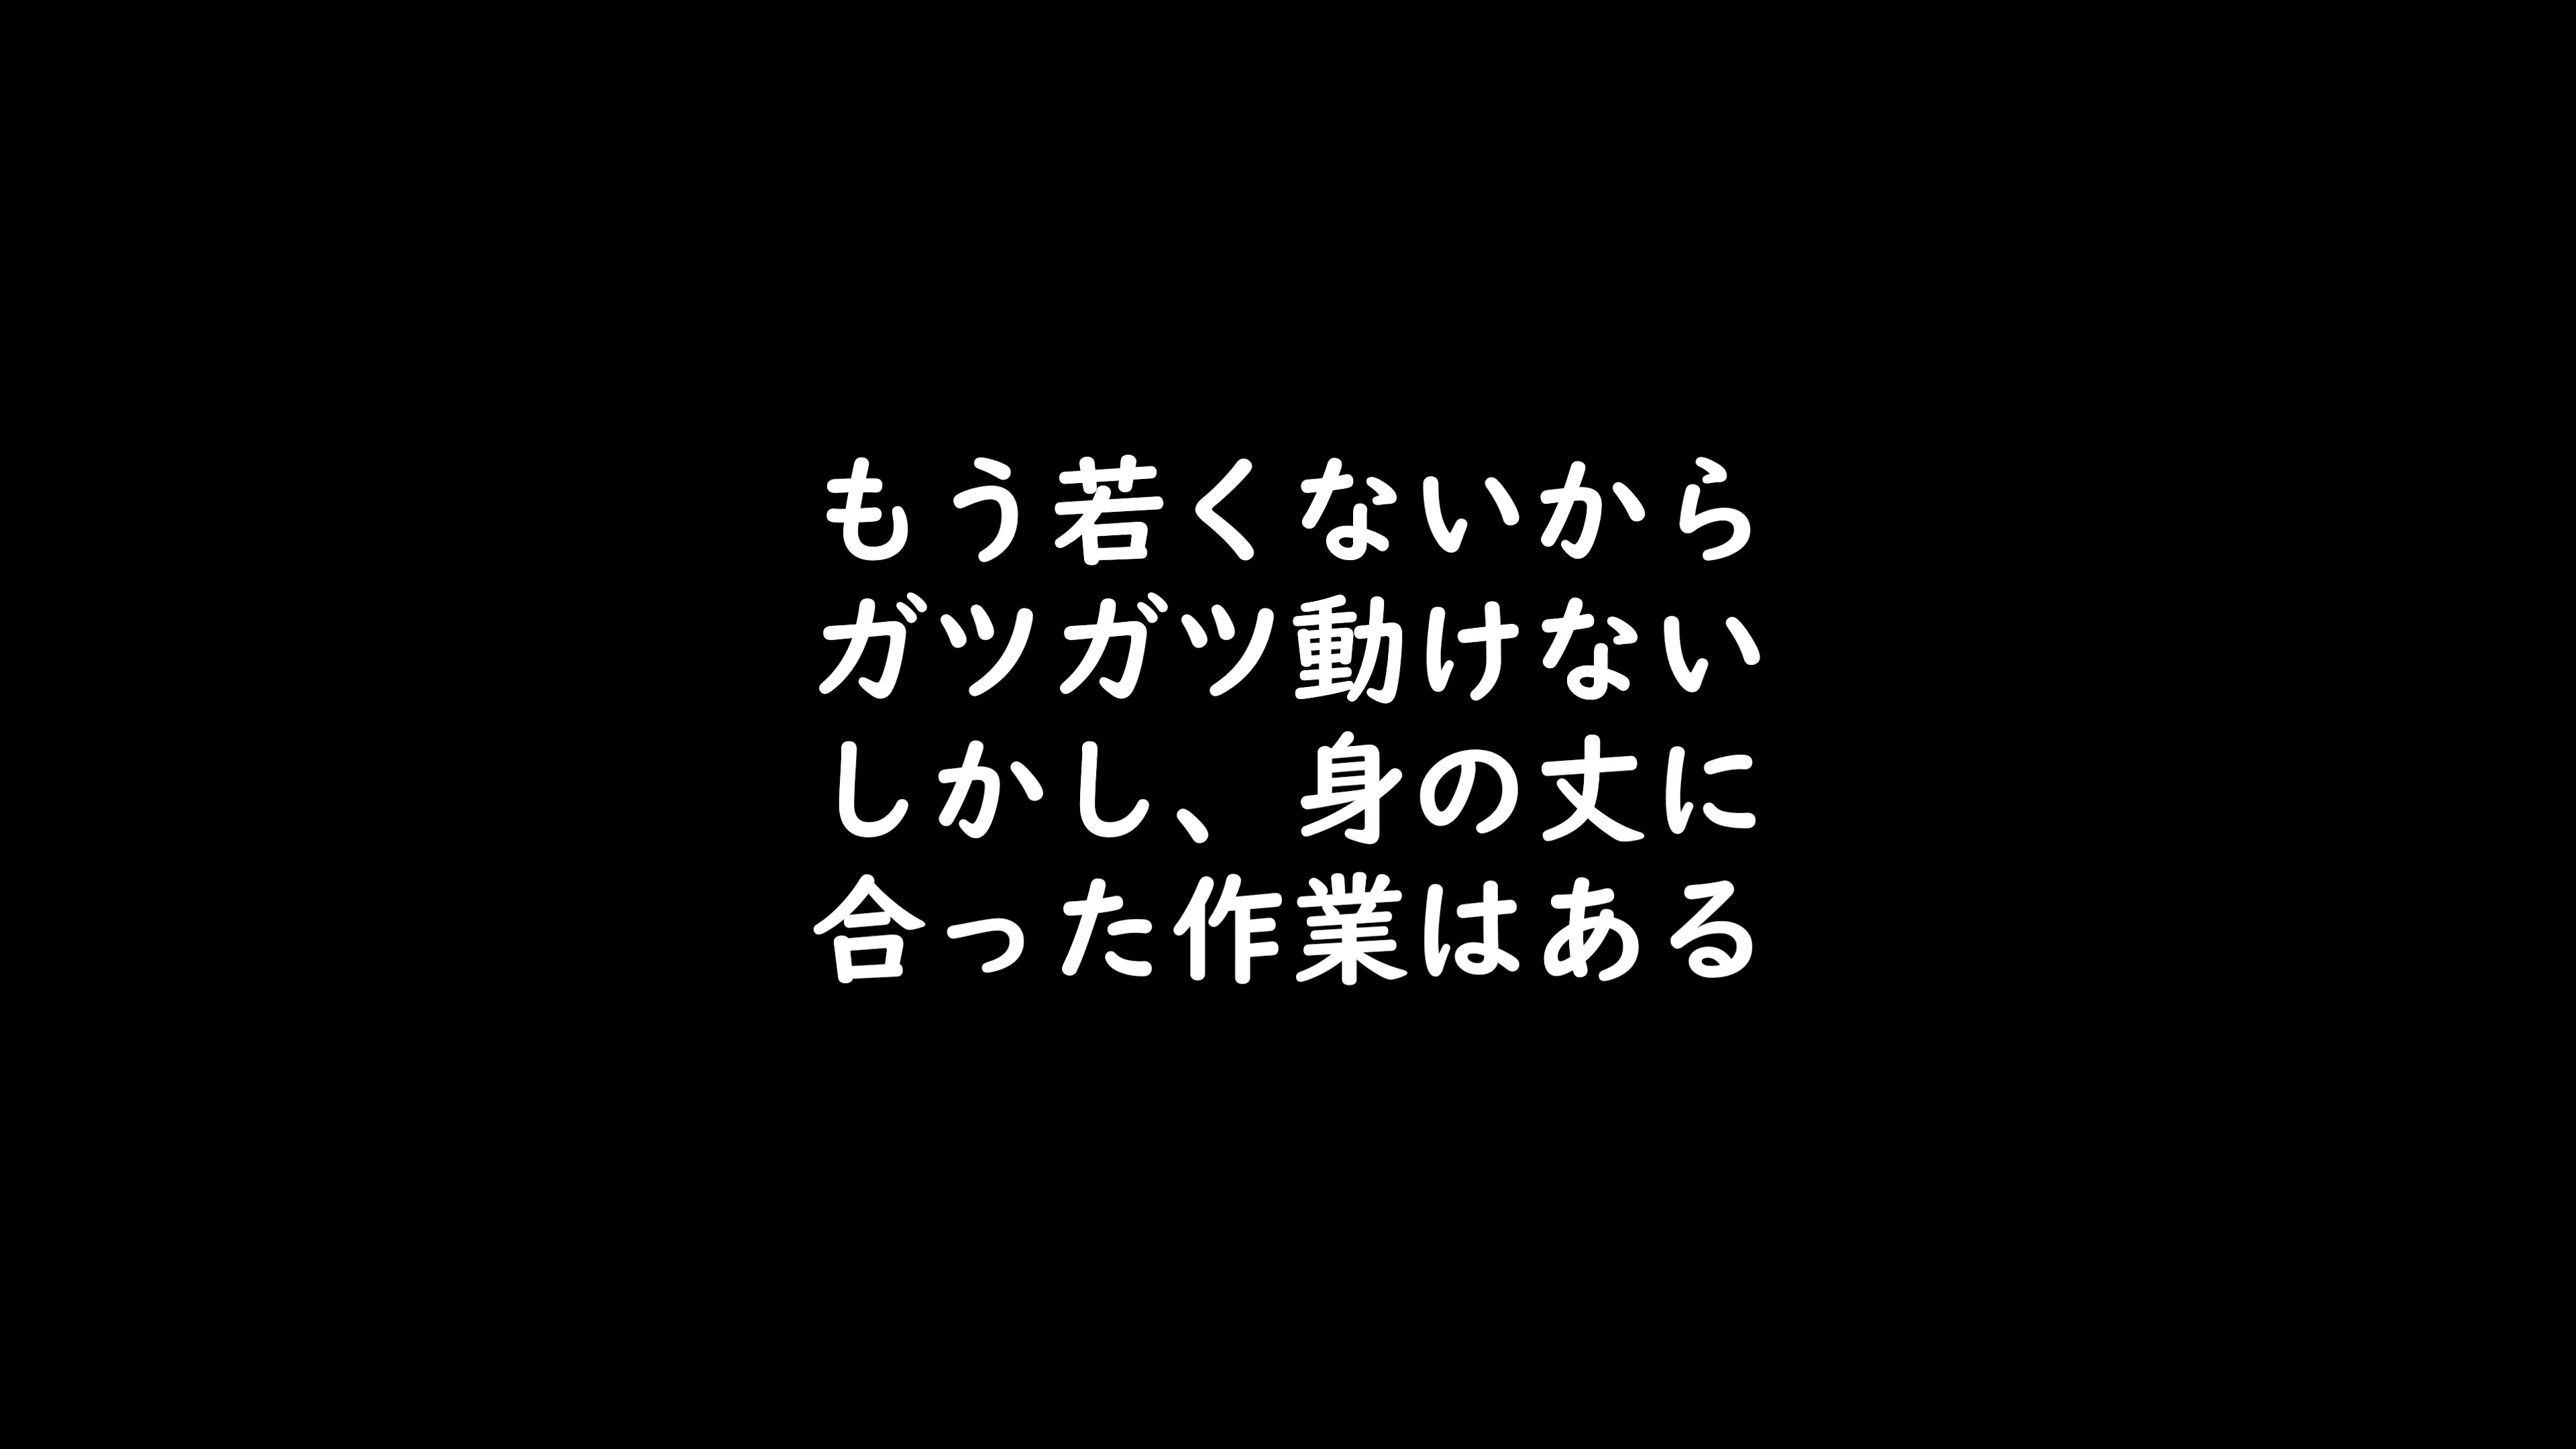 もう若くないから
ガツガツ動けない
しかし、身の丈に
合った作業はある